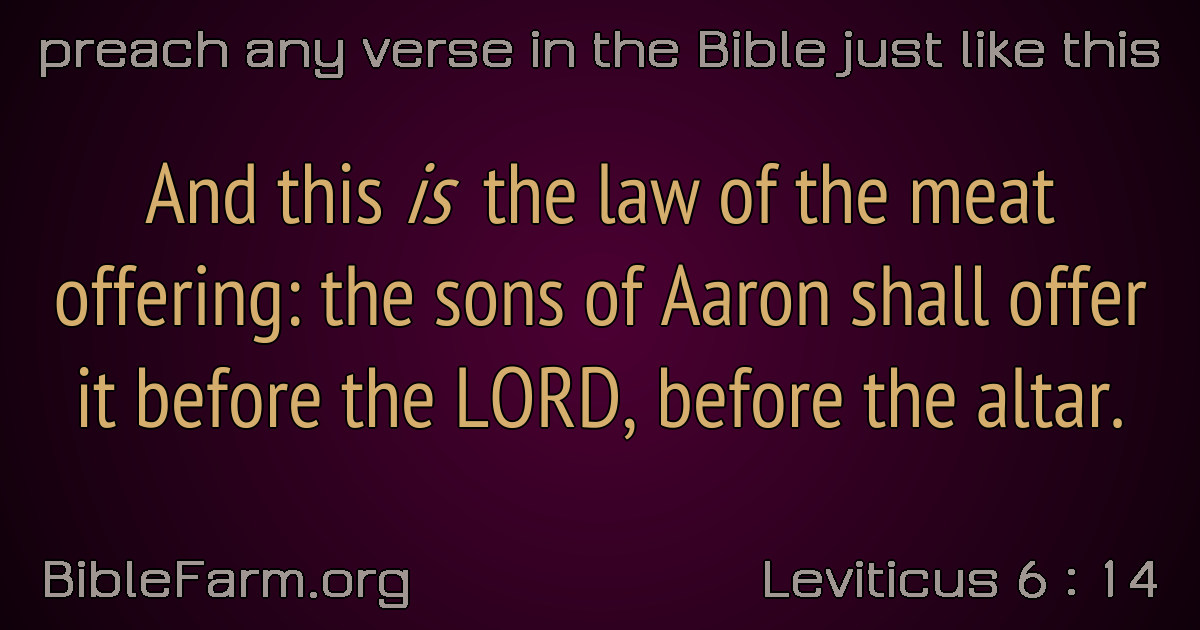 preach any verse in the Bible just like this
And this is the law of the meat
offering: the sons of Aaron shall offer
it before the LORD, before the altar.
BibleFarm.org
Leviticus 6 : 14